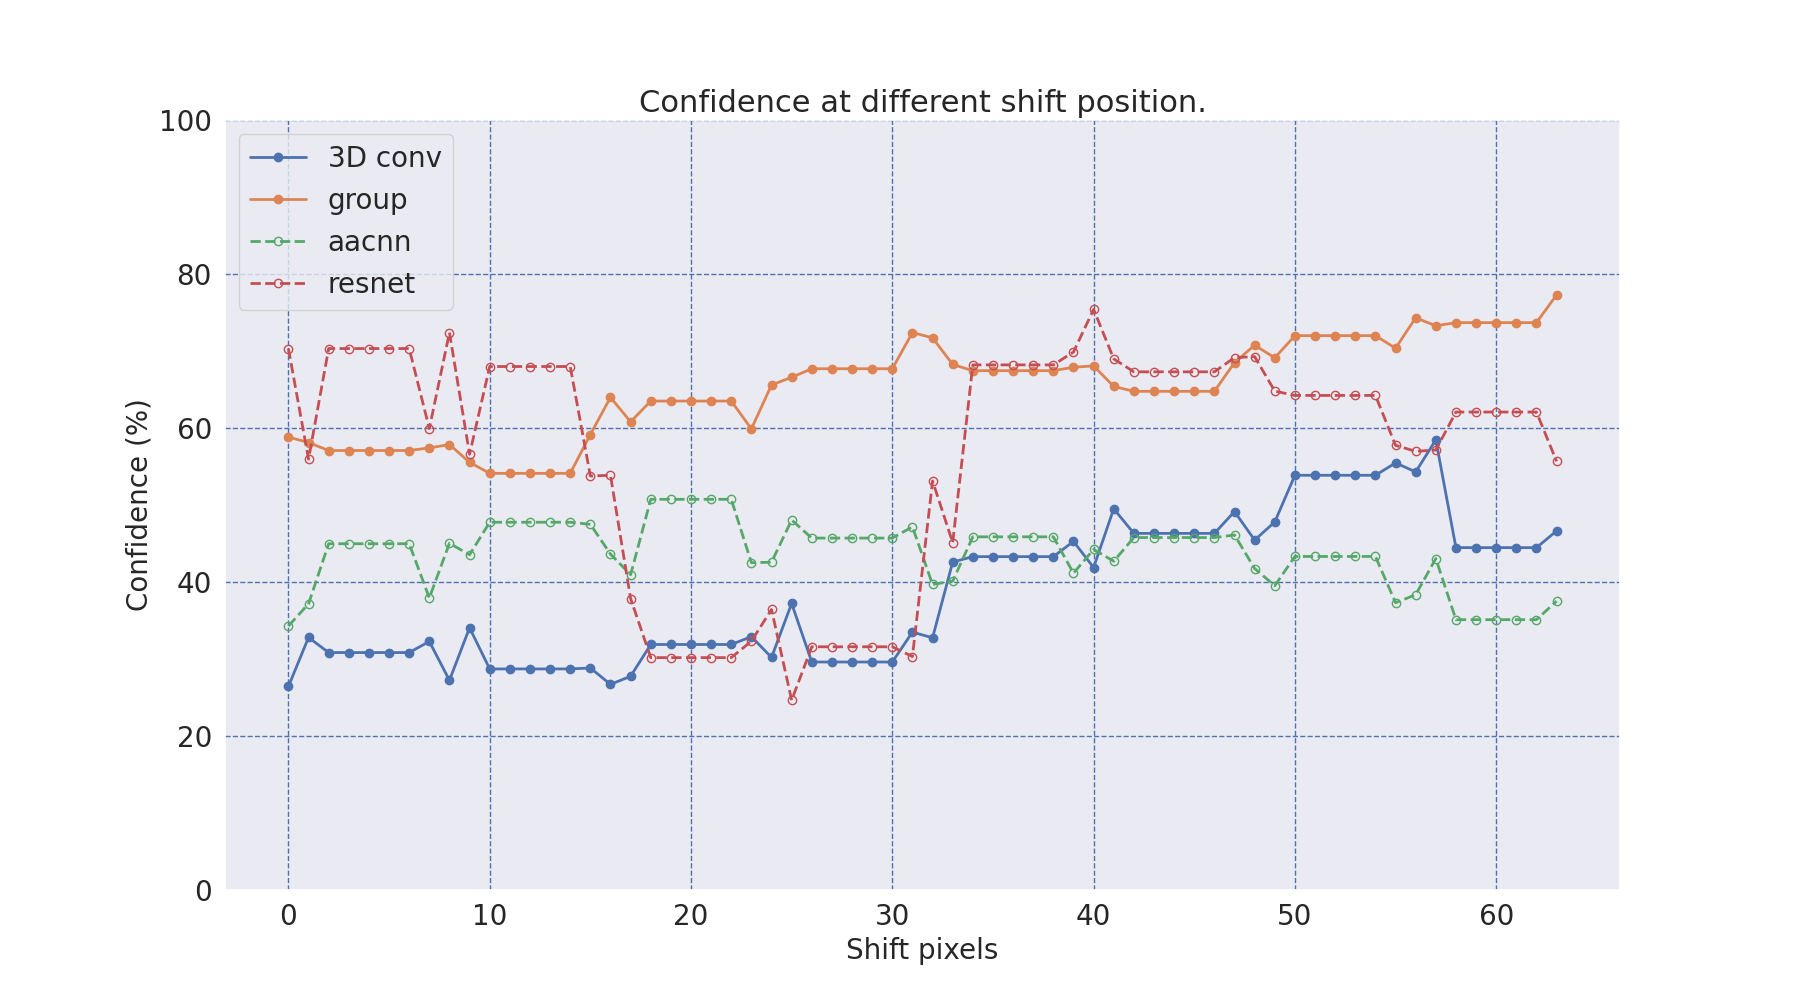 Confidence at different shift position.
100
80
60
40
20
0
Confidence (%)
3D conv
group
aacnn
resnet
0 10 20 30 40 50 60
Shift pixels